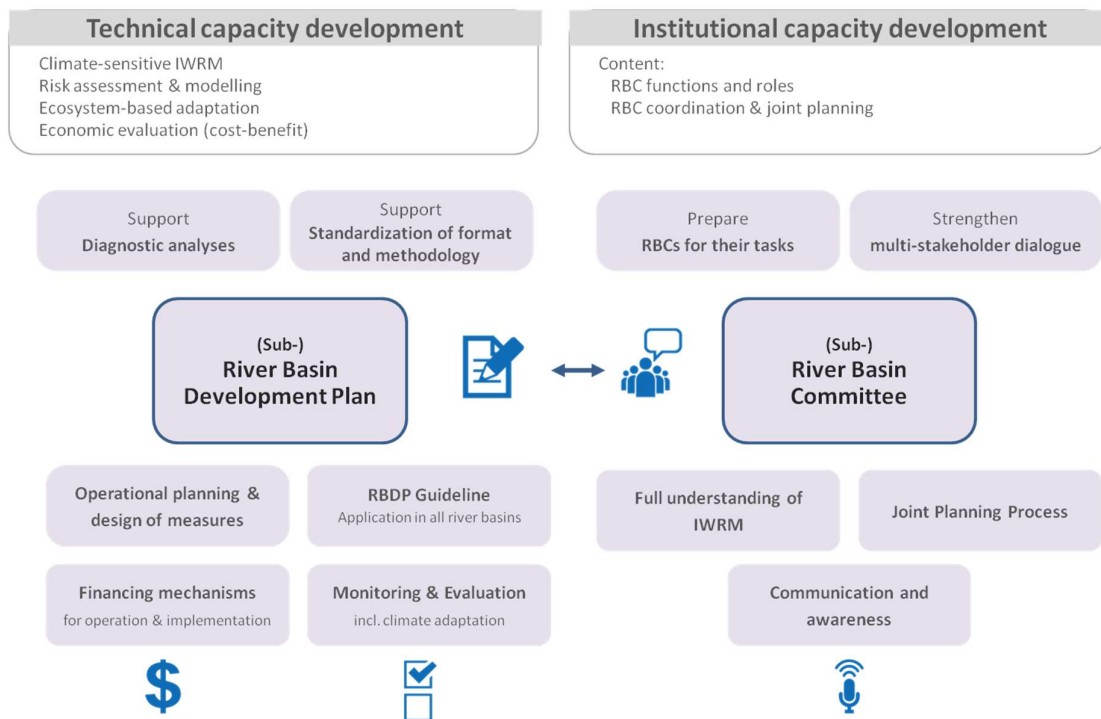 Technical capacity development
Climate-sensitive IWRM
Risk assessment & modelling
Ecosystem-based adaptation
Economic evaluation (cost-benefit)
Institutional capacity development
Content:
RBC functions and roles
RBC coordination & joint planning
Support
Diagnostic analyses
Support
Standardization of format
and methodology
Prepare
RBCs for their tasks
Strengthen
multi-stakeholder dialogue
(Sub-)
River Basin
Development Plan
(Sub-)
River Basin
Committee
Operational planning &
design of measures
RBDP Guideline
Application in all river basins
Full understanding of
IWRM
Joint Planning Process
Financing mechanisms
for operation & implementation
Monitoring & Evaluation
incl. climate adaptation
Communication and
awareness
$